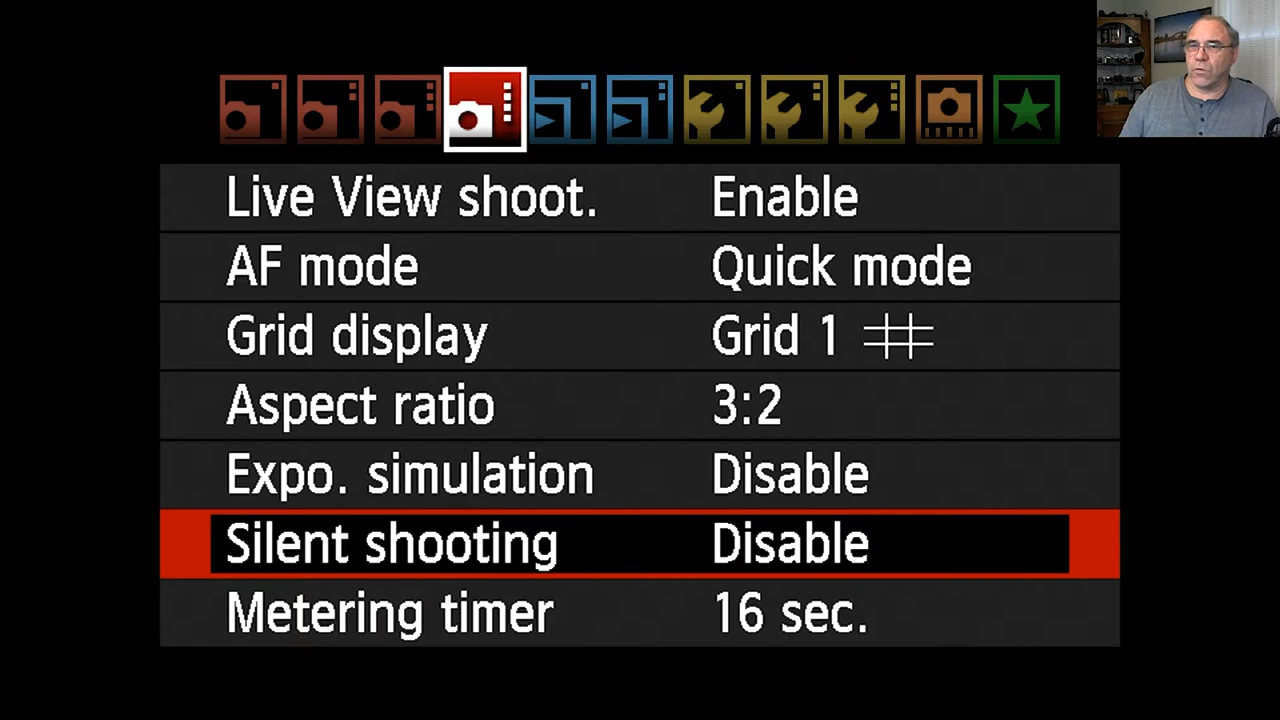 Live View shoot. Enable
AF mode Quick mode
Grid display Grid 1
Aspect ratio 3:2
Expo. simulation Disable
Silent shooting Disable
Metering timer 16 sec.